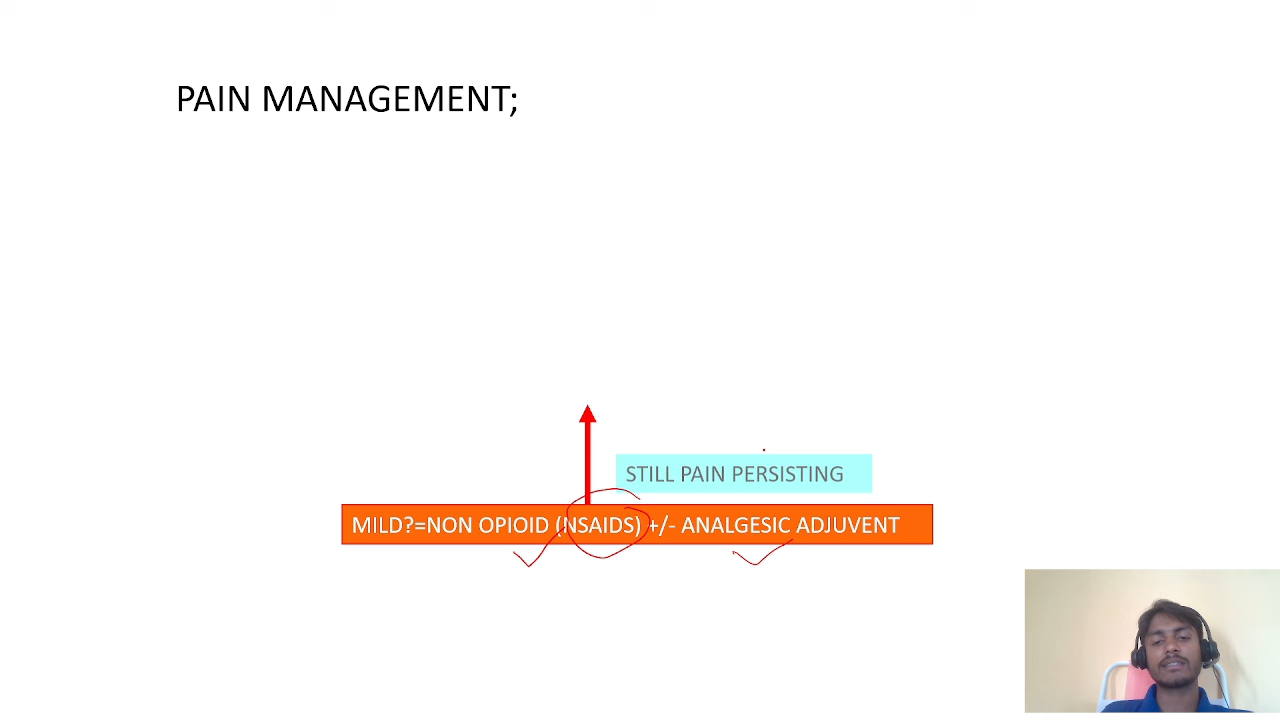 PAIN MANAGEMENT;
STILL PAIN PERSISTING
MILD?=NON OPIOID (NSAIDS) +/- ANALGESIC ADJUVENT